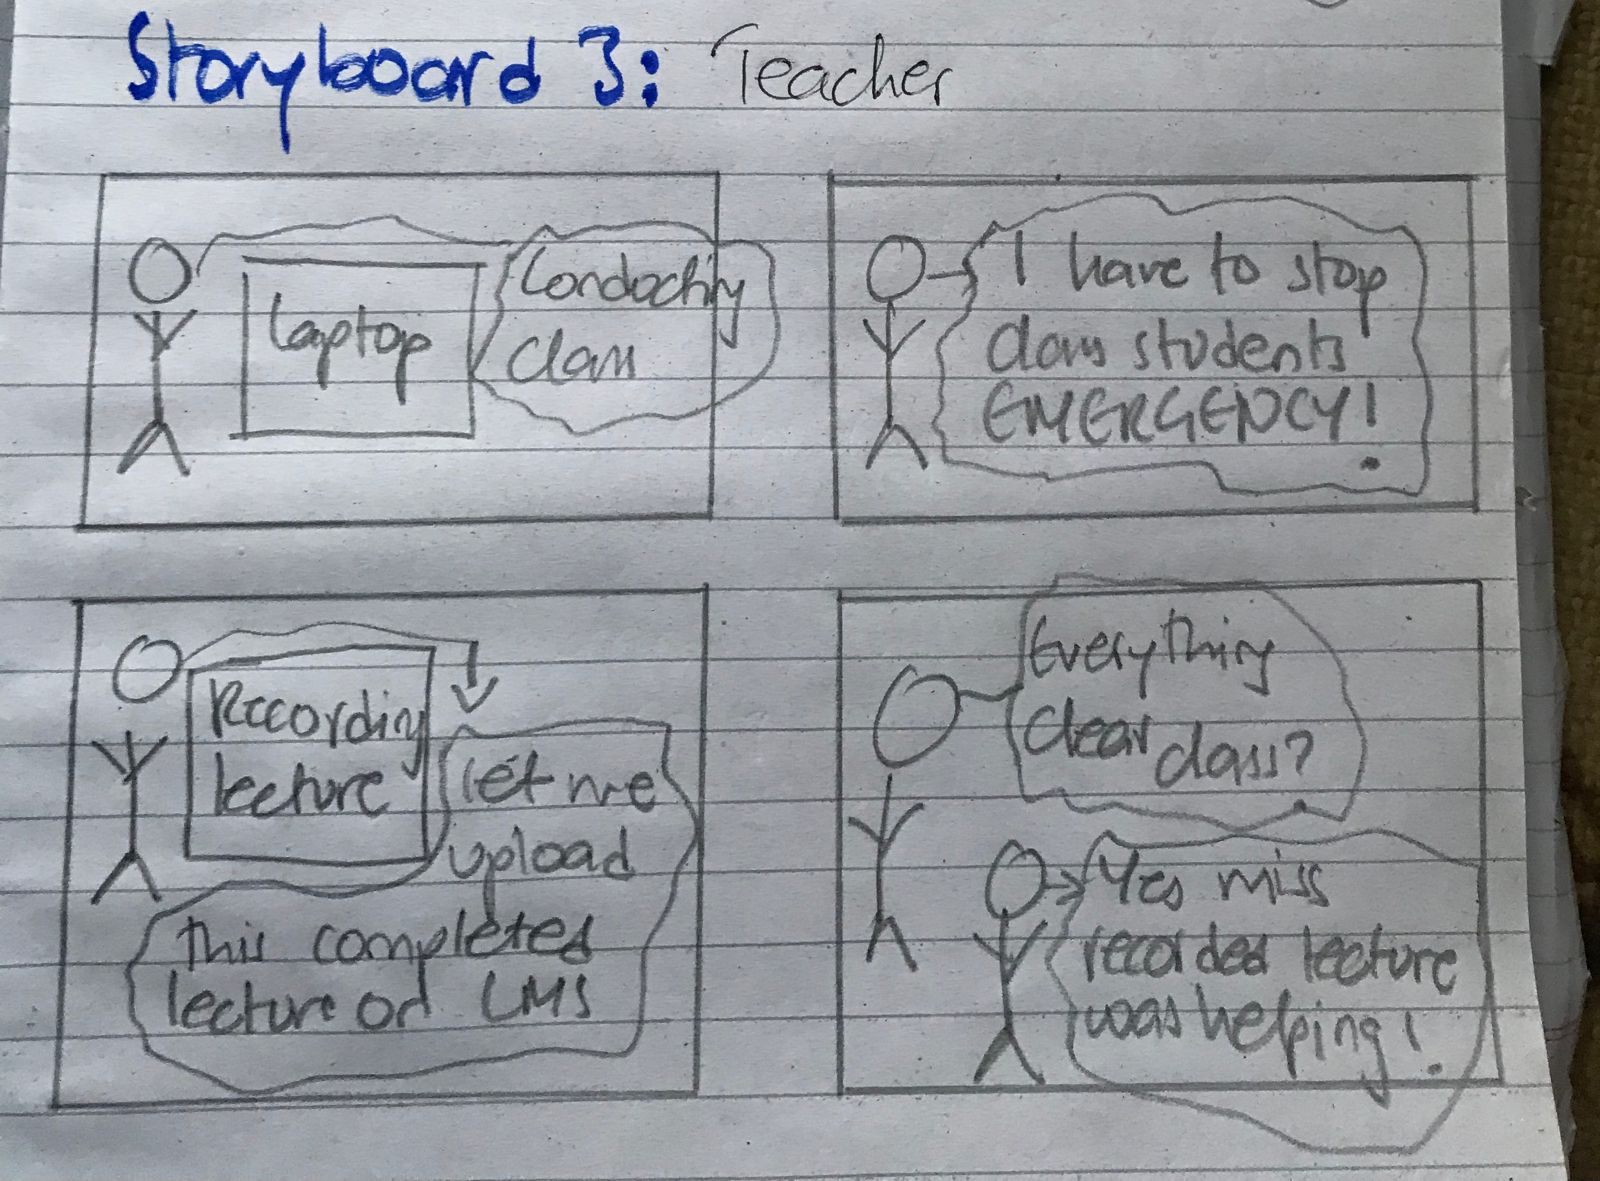 Storyboard 3: Teacher
Laptop
Condocting
Class
I have to stop
class students
EMERGENCY!
Recording
lecture
let me
upload
this completed
lecture on LMS
Everything
clear class?
Yes miss
recorded lecture
was helping!